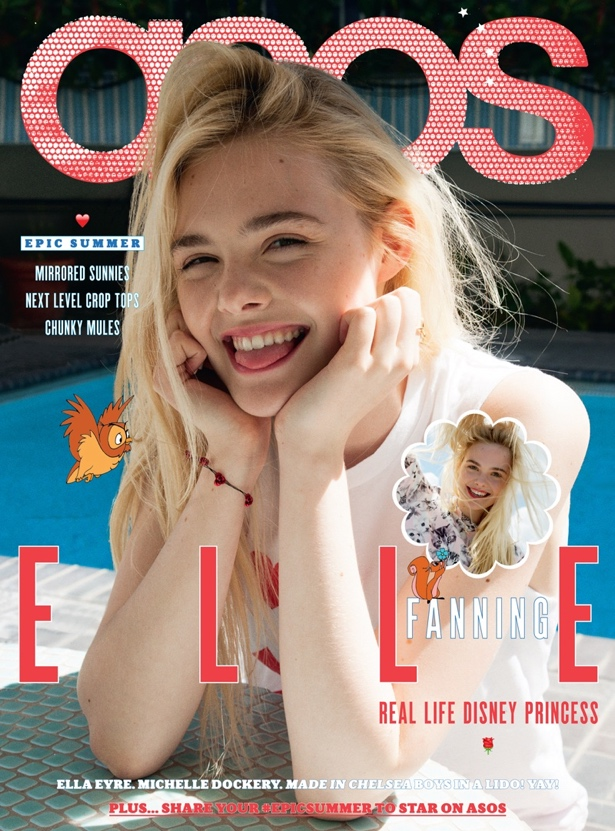 asos
EPIC SUMMER
MIRRORED SUNNIES
NEXT LEVEL CROP TOPS
CHUNKY MULES
ELLE
FANNING
REAL LIFE DISNEY PRINCESS
ELLA EYRE. MICHELLE DOCKERY. MADE IN CHELSEA BOYS IN A LIDO! YAY!
PLUS... SHARE YOUR #EPICSUMMER TO STAR ON ASOS